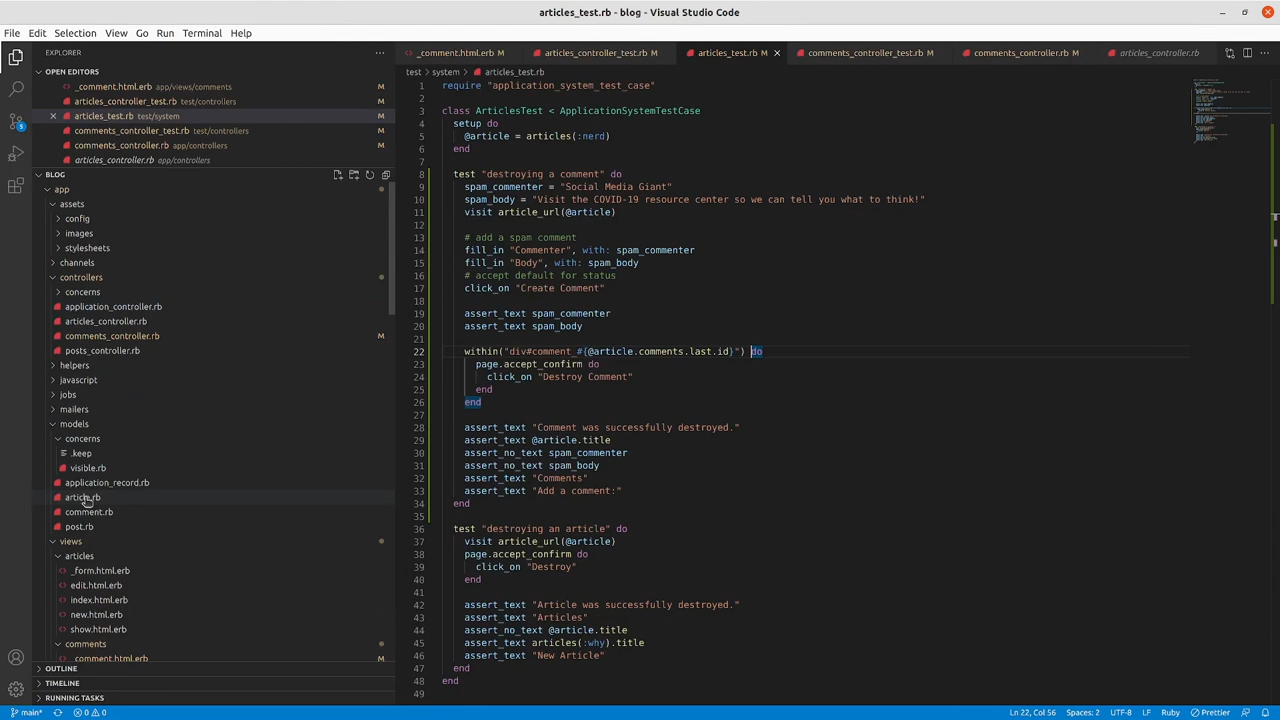 articles_test.rb - blog - Visual Studio Code
File Edit Selection View Go Run Terminal Help
EXPLORER
_comment.html.erb M
articles_controller_test.rb M
articles_test.rb M
comments_controller_test.rb M
comments_controller.rb M
articles_controller.rb
OPEN EDITORS
_comment.html.erb app/views/comments M
articles_controller_test.rb test/controllers M
articles_test.rb test/system M
comments_controller_test.rb test/controllers M
comments_controller.rb app/controllers M
articles_controller.rb app/controllers
BLOG
app
assets
config
images
stylesheets
channels
controllers
concerns
application_controller.rb
articles_controller.rb
comments_controller.rb M
posts_controller.rb
helpers
javascript
jobs
mailers
models
concerns
.keep
visible.rb
application_record.rb
article.rb
comment.rb
post.rb
views
articles
_form.html.erb
edit.html.erb
index.html.erb
new.html.erb
show.html.erb
comments
_comment.html.erb M
OUTLINE
TIMELINE
RUNNING TASKS
5
test > system > articles_test.rb
1 require "application_system_test_case"
2
3 class ArticlesTest < ApplicationSystemTestCase
4 setup do
5 @article = articles(:nerd)
6 end
7
8 test "destroying a comment" do
9 spam_commenter = "Social Media Giant"
10 spam_body = "Visit the COVID-19 resource center so we can tell you what to think!"
11 visit article_url(@article)
12
13 # add a spam comment
14 fill_in "Commenter", with: spam_commenter
15 fill_in "Body", with: spam_body
16 # accept default for status
17 click_on "Create Comment"
18
19 assert_text spam_commenter
20 assert_text spam_body
21
22 within("div#comment_#{@article.comments.last.id}") do
23 page.accept_confirm do
24 click_on "Destroy Comment"
25 end
26 end
27
28 assert_text "Comment was successfully destroyed."
29 assert_text @article.title
30 assert_no_text spam_commenter
31 assert_no_text spam_body
32 assert_text "Comments"
33 assert_text "Add a comment:"
34 end
35
36 test "destroying an article" do
37 visit article_url(@article)
38 page.accept_confirm do
39 click_on "Destroy"
40 end
41
42 assert_text "Article was successfully destroyed."
43 assert_text "Articles"
44 assert_no_text @article.title
45 assert_text articles(:why).title
46 assert_text "New Article"
47 end
48 end
49
main* 0 0
Ln 22, Col 56 Spaces: 2 UTF-8 LF Ruby Prettier